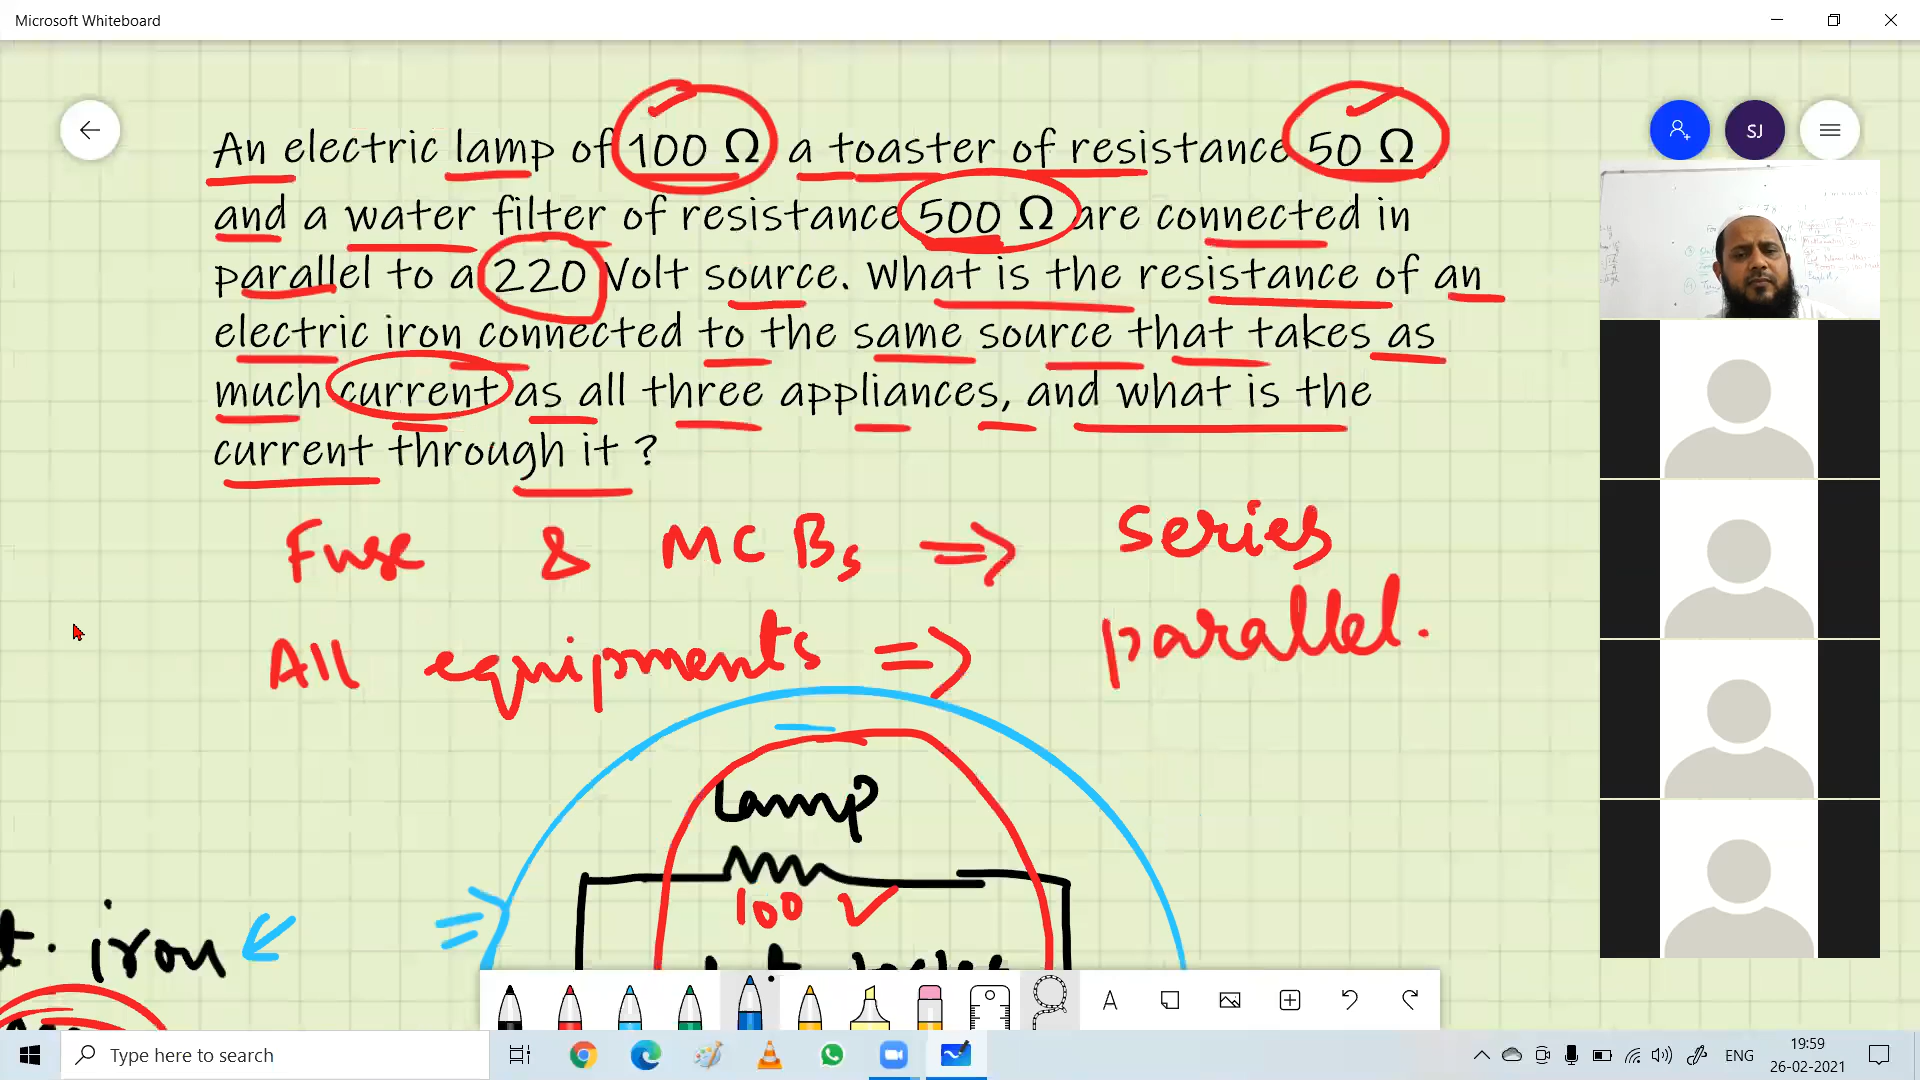 Microsoft Whiteboard
An electric lamp of 100 Ω a toaster of resistance 50 Ω
and a water filter of resistance 500 Ω are connected in
parallel to a 220 Volt source. What is the resistance of an
electric iron connected to the same source that takes as
much current as all three appliances, and what is the
current through it ?
Fuse & MCBs => series
All equipments => parallel.
Lamp
100 ✓
t. iron
SJ
Type here to search
ENG
19:59
26-02-2021